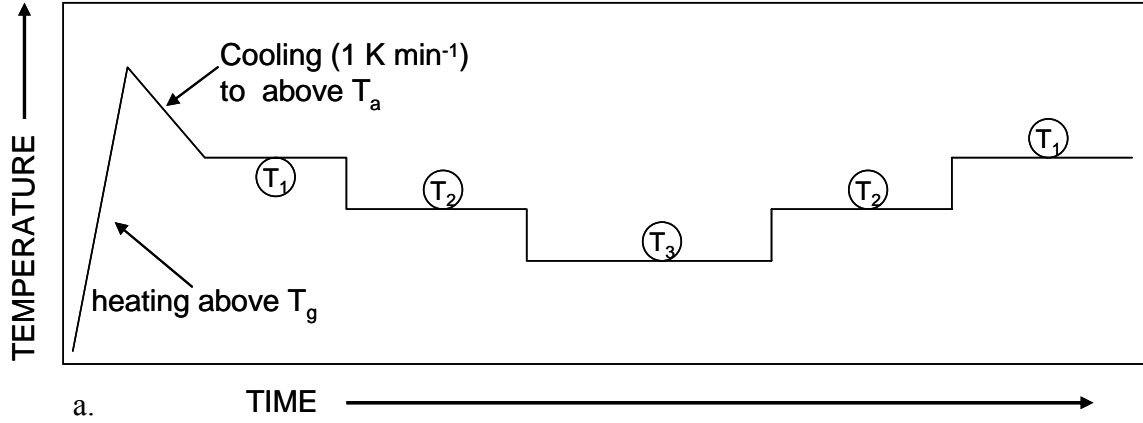 TEMPERATURE
Cooling (1 K min-1)
to above Ta
T1
T2
T3
T2
T1
heating above Tg
a.
TIME